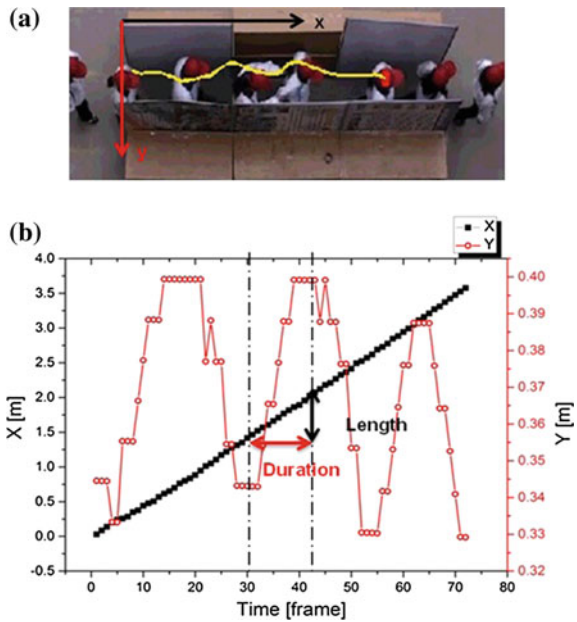 (a)
x
y
(b)
X
Y
4.0
3.5
3.0
2.5
2.0
1.5
1.0
0.5
0.0
-0.5
X [m]
0.40
0.39
0.38
0.37
0.36
0.35
0.34
0.33
0.32
Y [m]
Length
Duration
0 10 20 30 40 50 60 70 80
Time [frame]